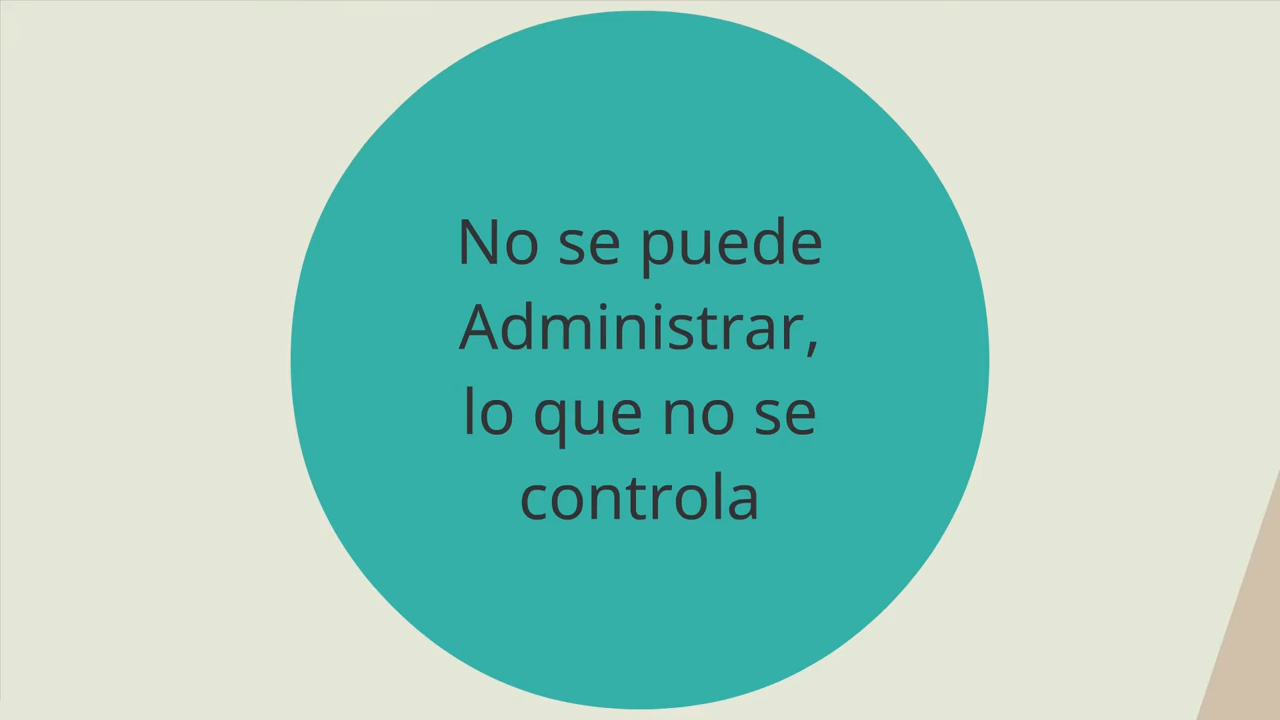 No se puede
Administrar,
lo que no se
controla